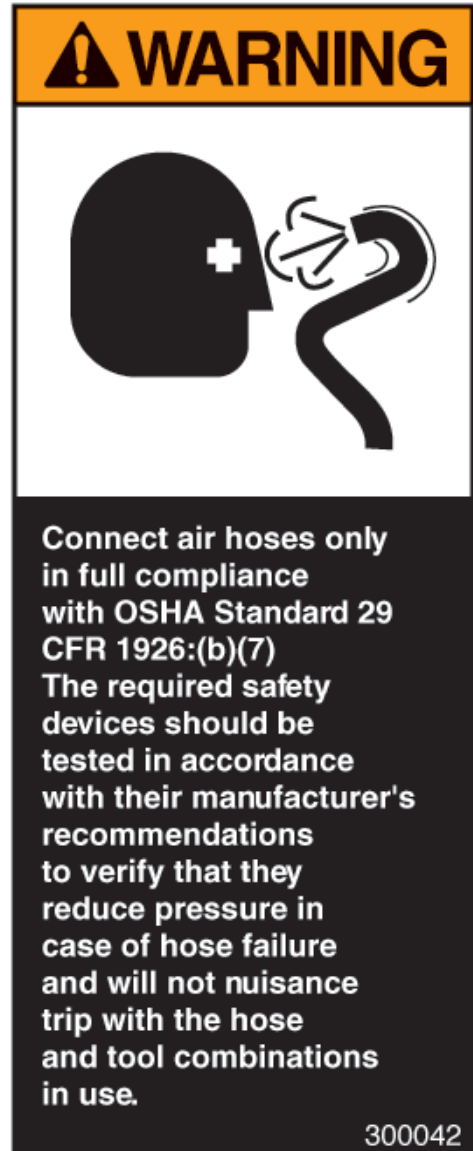 WARNING
Connect air hoses only
in full compliance
with OSHA Standard 29
CFR 1926:(b)(7)
The required safety
devices should be
tested in accordance
with their manufacturer's
recommendations
to verify that they
reduce pressure in
case of hose failure
and will not nuisance
trip with the hose
and tool combinations
in use.
300042